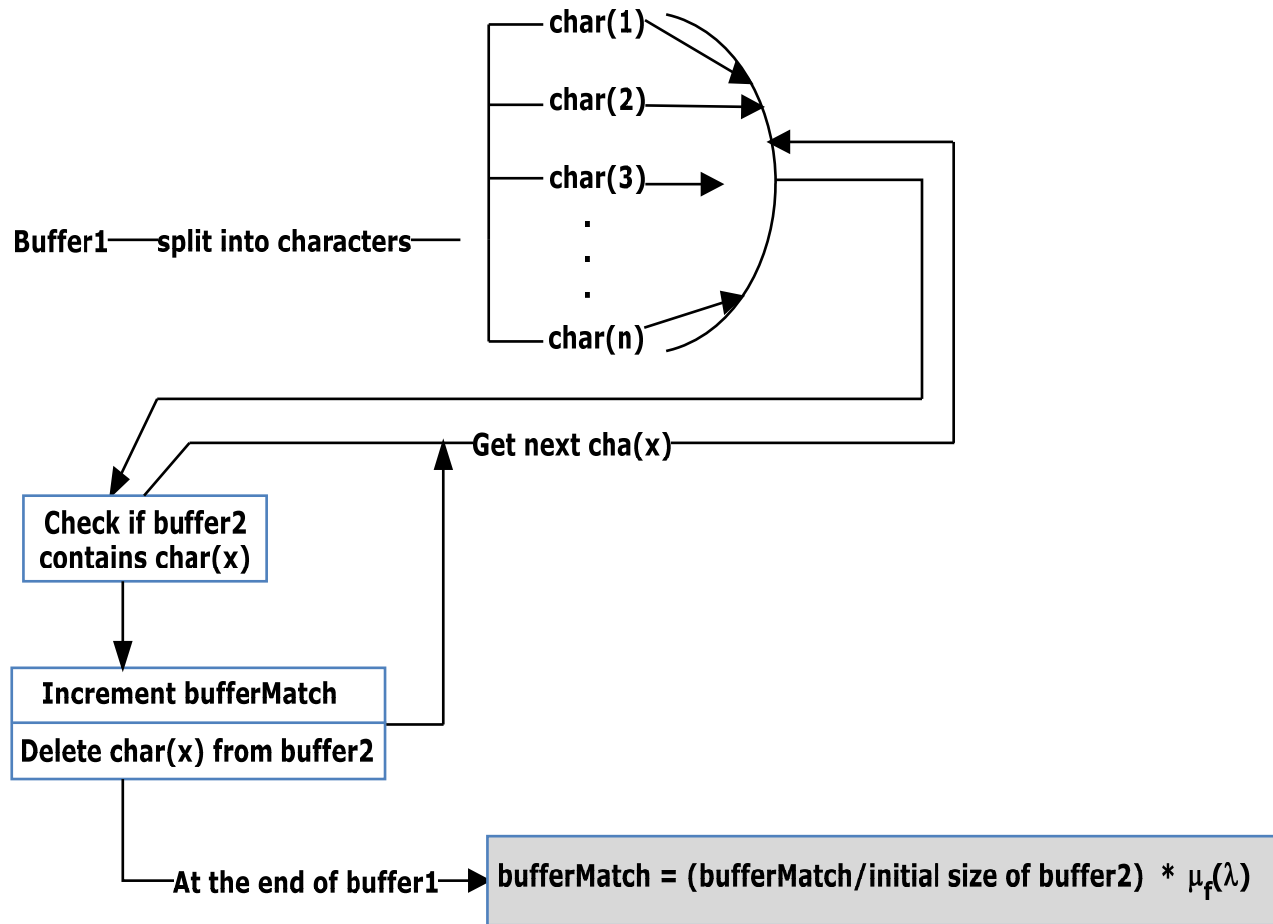 char(1)
char(2)
char(3)
.
.
.
char(n)
Buffer1
split into characters
Get next cha(x)
Check if buffer2
contains char(x)
Increment bufferMatch
Delete char(x) from buffer2
At the end of buffer1
bufferMatch = (bufferMatch/initial size of buffer2) * μf(λ)